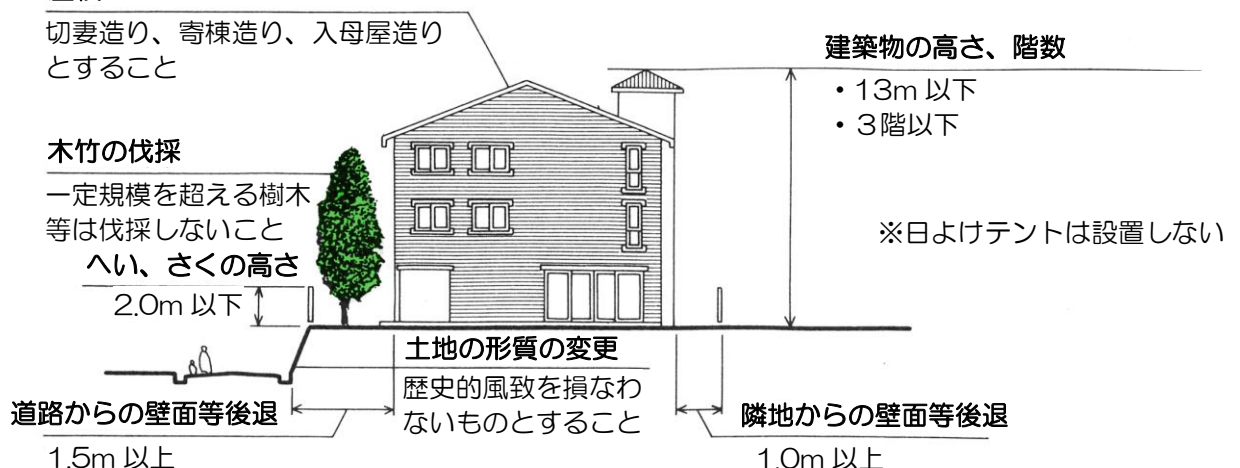 切妻造り、寄棟造り、入母屋造り
とすること
建築物の高さ、階数
・13m 以下
・3階以下
木竹の伐採
一定規模を超える樹木
等は伐採しないこと
※日よけテントは設置しない
へい、さくの高さ
2.0m 以下
土地の形質の変更
歴史的風致を損なわ
ないものとすること
道路からの壁面等後退
1.5m 以上
隣地からの壁面等後退
1.0m 以上